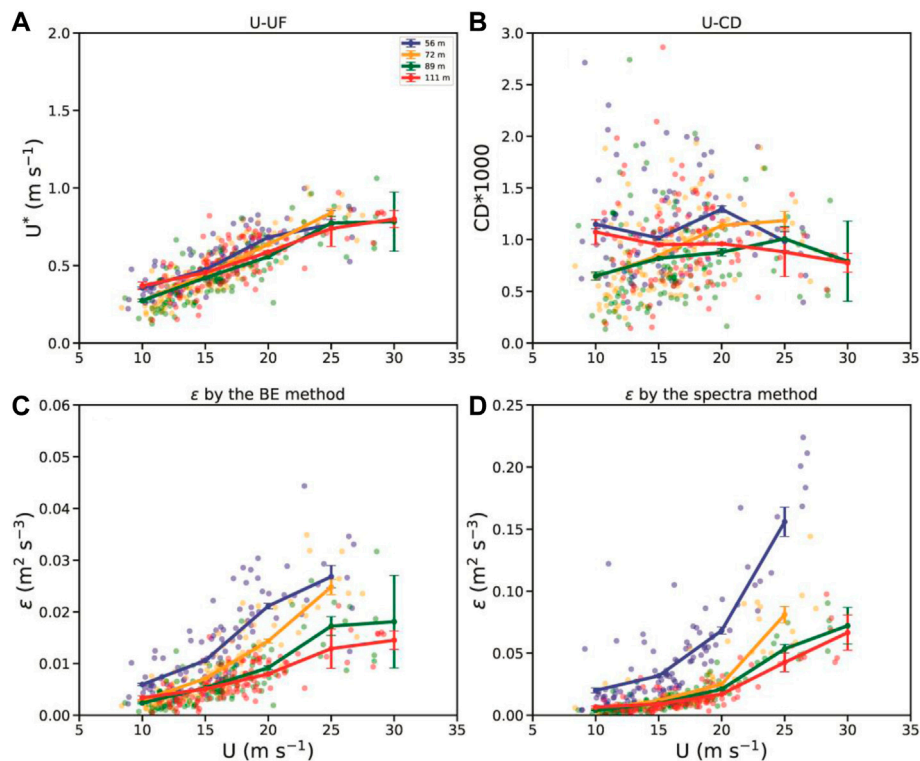 A
U-UF
2.0
1.5
1.0
0.5
0.0
U* (m s⁻¹)
56 m
72 m
89 m
111 m
5 10 15 20 25 30 35
B
U-CD
3.0
2.5
2.0
1.5
1.0
0.5
0.0
CD*1000
5 10 15 20 25 30 35
C
ε by the BE method
0.06
0.05
0.04
0.03
0.02
0.01
0.00
ε (m² s⁻³)
5 10 15 20 25 30 35
U (m s⁻¹)
D
ε by the spectra method
0.25
0.20
0.15
0.10
0.05
0.00
ε (m² s⁻³)
5 10 15 20 25 30 35
U (m s⁻¹)